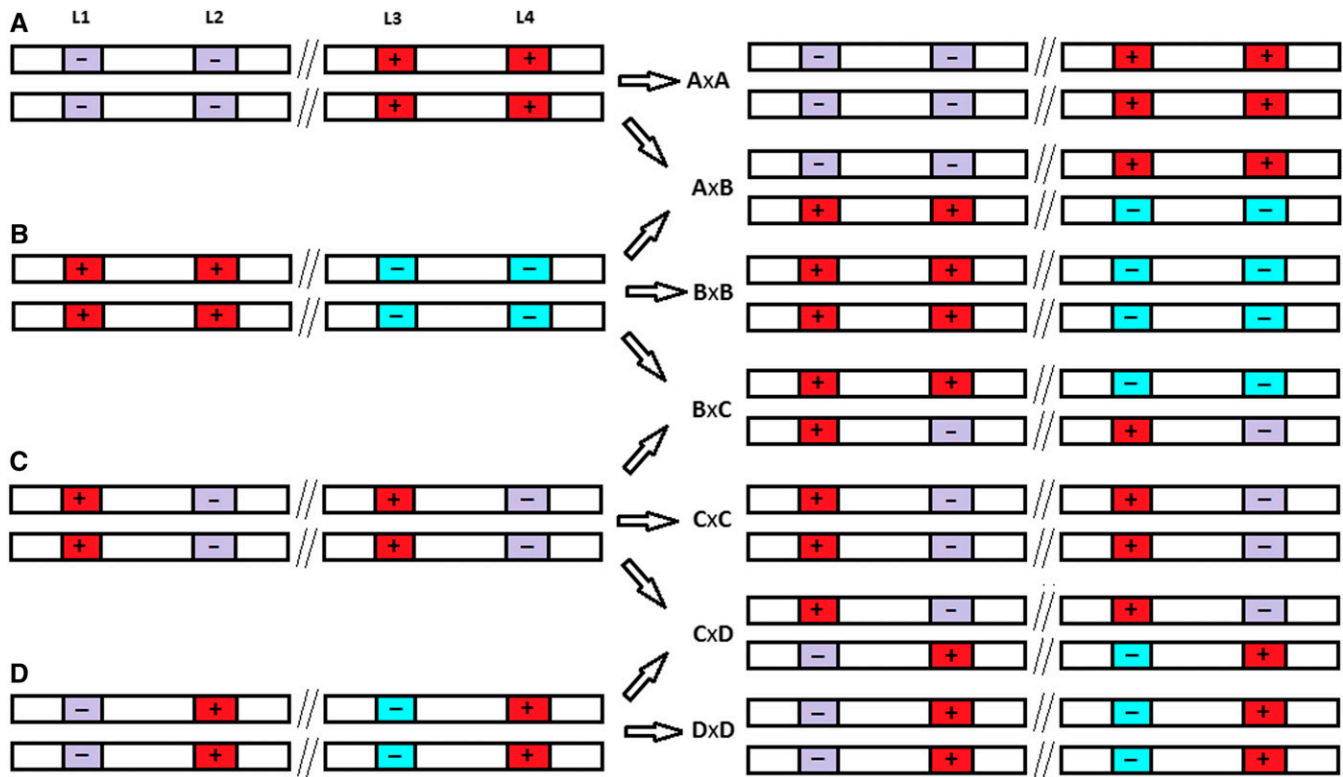 A L1 L2 L3 L4
− − // + + − − // + +
AxA
− − // + + − − // + +
− − // + +
AxB
B + + // − −
+ + // − −
BxB
+ + // − −
+ + // − −
+ + // − −
BxC
+ − // + −
C
+ − // + − + − // + −
CxC
+ − // + − + − // + −
+ − // + −
CxD
D − + // − +
− + // − + − + // − +
DxD
− + // − + − + // − +